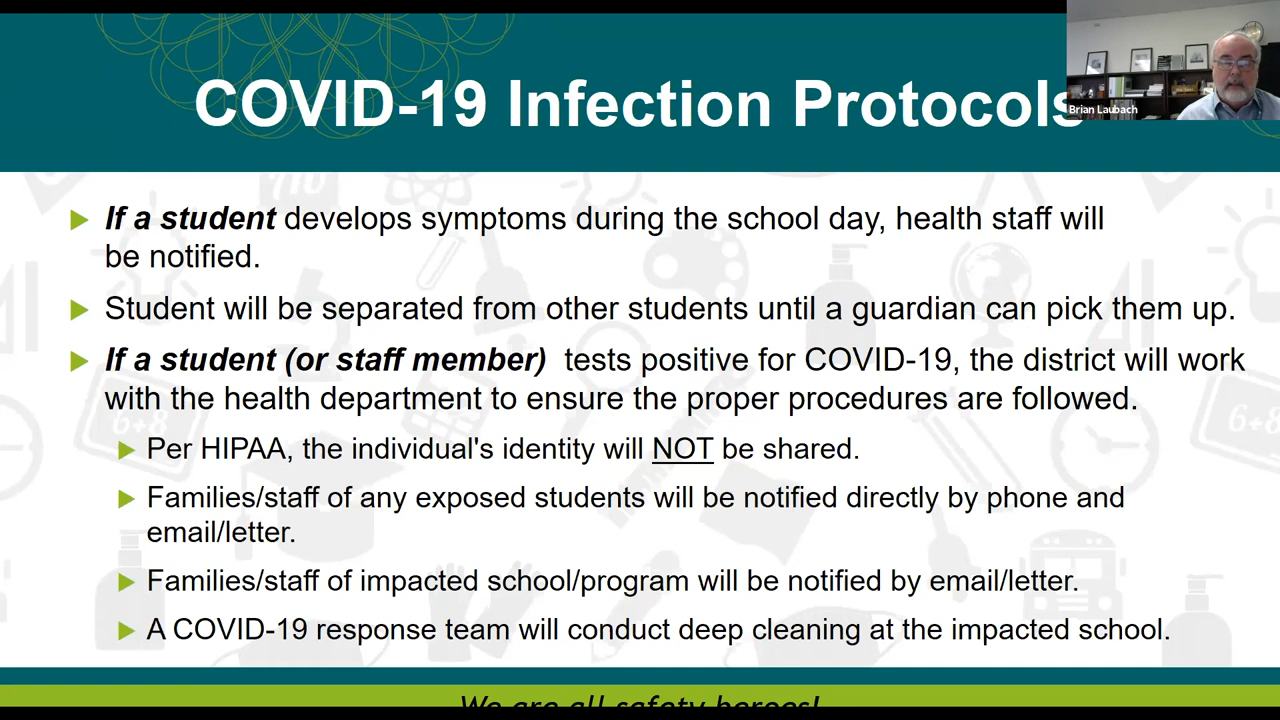 COVID-19 Infection Protocols
Brian Laubach
If a student develops symptoms during the school day, health staff will
be notified.
Student will be separated from other students until a guardian can pick them up.
If a student (or staff member) tests positive for COVID-19, the district will work
with the health department to ensure the proper procedures are followed.
Per HIPAA, the individual's identity will NOT be shared.
Families/staff of any exposed students will be notified directly by phone and
email/letter.
Families/staff of impacted school/program will be notified by email/letter.
A COVID-19 response team will conduct deep cleaning at the impacted school.
6+8
6+8
We are all safety heroes!